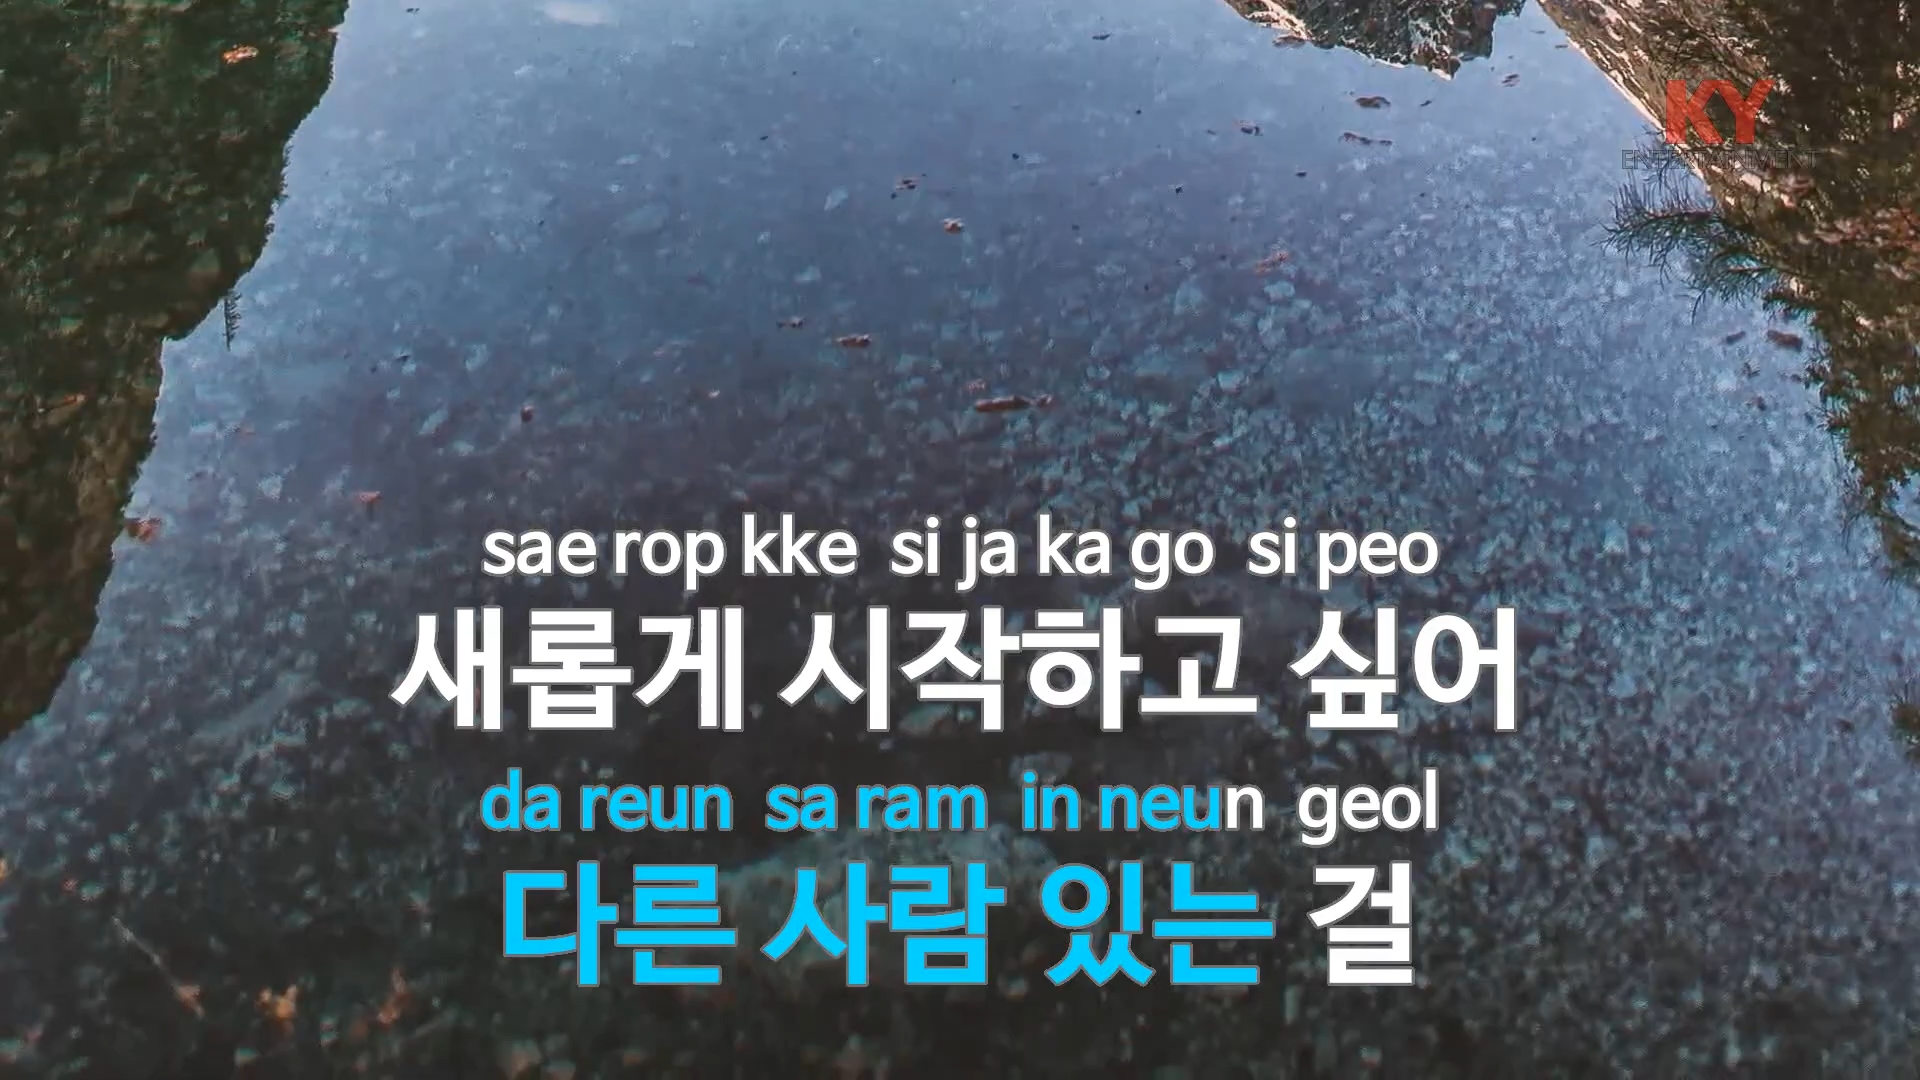 KY
ENTERTAINMENT
sae rop kke si ja ka go si peo
새롭게 시작하고 싶어
da reun sa ram in neun geol
다른 사람 있는 걸